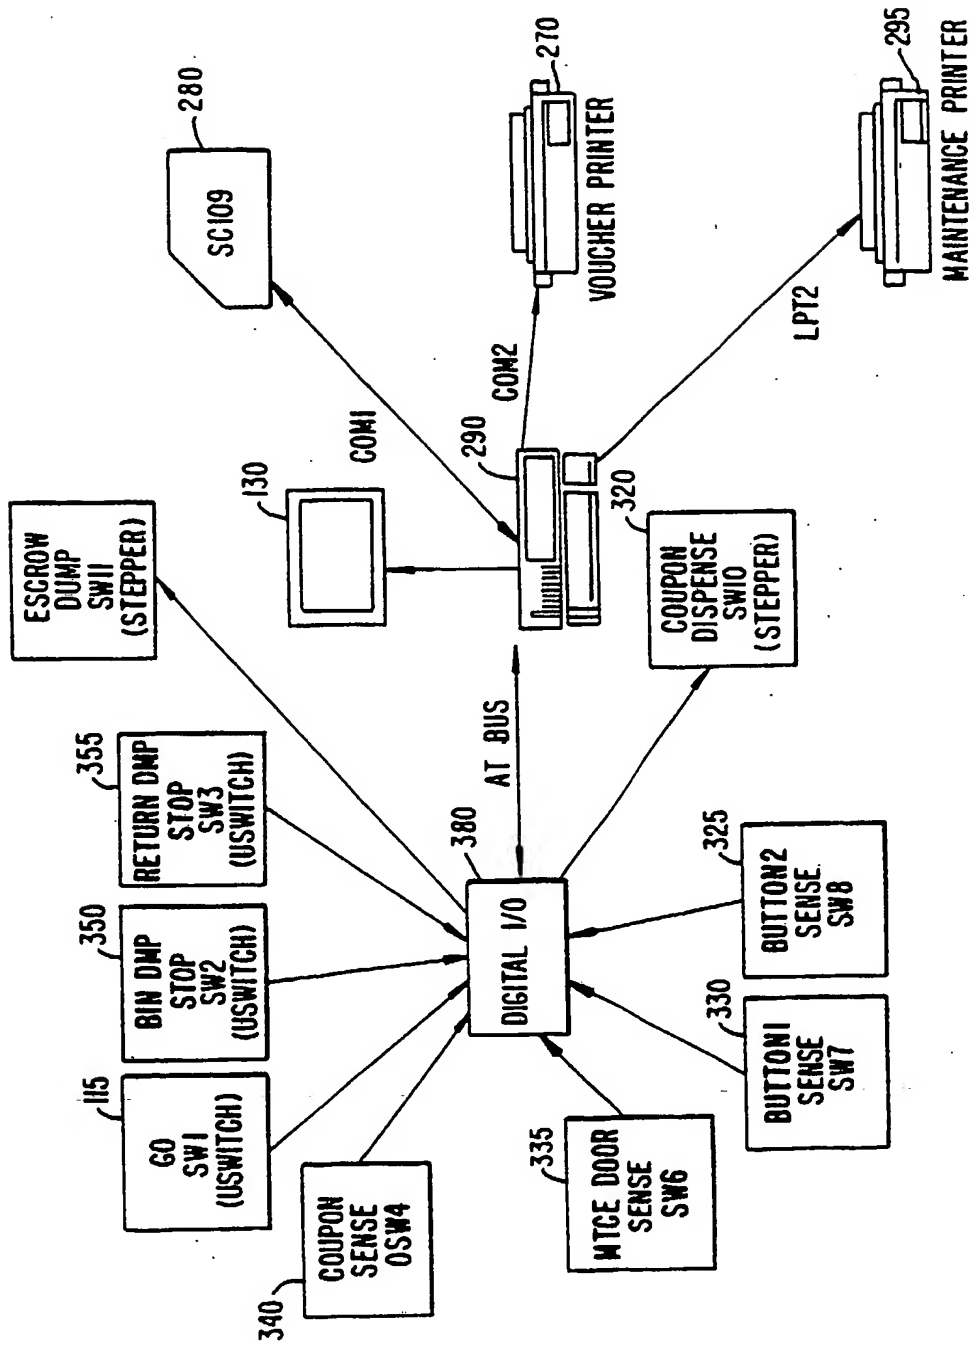 115
GO
SW1
(USWITCH)
350
BIN DMP
STOP
SW2
(USWITCH)
355
RETURN DMP
STOP
SW3
(USWITCH)
ESCROW
DUMP
SW11
(STEPPER)
340
COUPON
SENSE
OSW4
130
COM1
280
SC109
380
DIGITAL I/O
AT BUS
290
COM2
270
VOUCHER PRINTER
335
MTCE DOOR
SENSE
SW6
330
BUTTON1
SENSE
SW7
325
BUTTON2
SENSE
SW8
320
COUPON
DISPENSE
SW10
(STEPPER)
LPT2
295
MAINTENANCE PRINTER